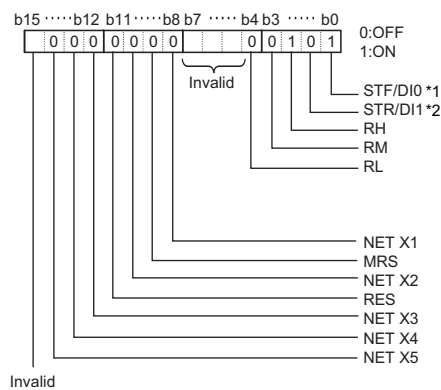 b15 ····· b12 b11 ····· b8 b7 ····· b4 b3 ····· b0
0:OFF
1:ON
0 0 0 0 0 0 0 0 0 1 0 1
Invalid
STF/DI0 *1
STR/DI1 *2
RH
RM
RL
NET X1
MRS
NET X2
RES
NET X3
NET X4
NET X5
Invalid